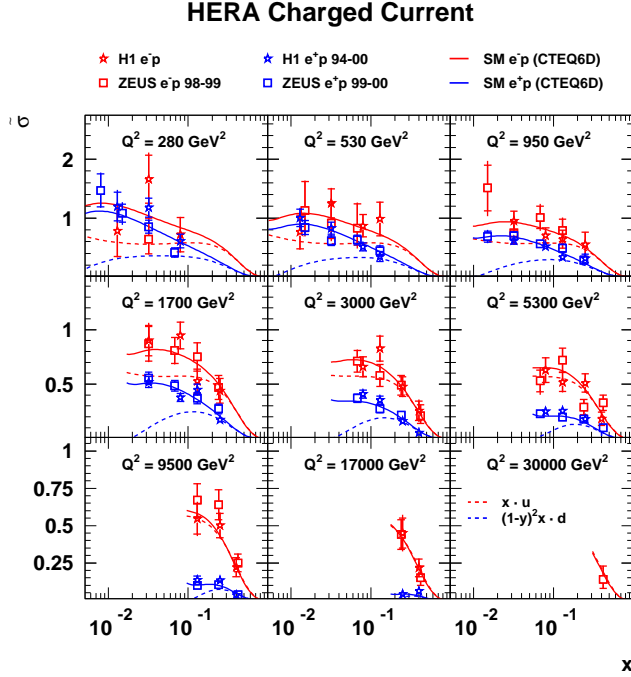 HERA Charged Current
H1 e⁻p
H1 e⁺p 94-00
SM e⁻p (CTEQ6D)
ZEUS e⁻p 98-99
ZEUS e⁺p 99-00
SM e⁺p (CTEQ6D)
σ̃
Q² = 280 GeV²
Q² = 530 GeV²
Q² = 950 GeV²
2
1
0
Q² = 1700 GeV²
Q² = 3000 GeV²
Q² = 5300 GeV²
1
0.5
0
Q² = 9500 GeV²
Q² = 17000 GeV²
Q² = 30000 GeV²
1
0.75
0.5
0.25
x · u
(1-y)²x · d
10⁻² 10⁻¹ 10⁻² 10⁻¹ 10⁻² 10⁻¹
x